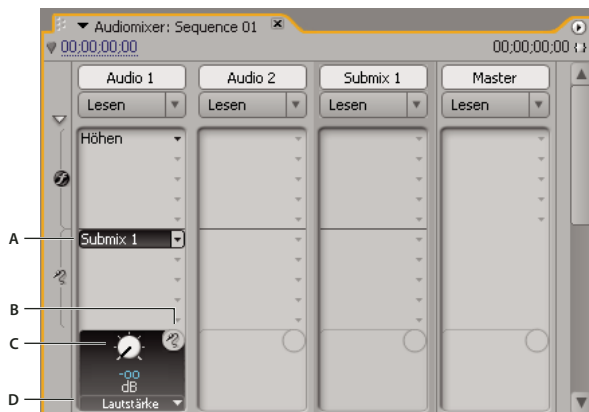 Audiomixer: Sequence 01
00;00;00;00 00;00;00;00
Audio 1 Audio 2 Submix 1 Master
Lesen Lesen Lesen Lesen
Höhen
A Submix 1
B
C
-oo
dB
D Lautstärke